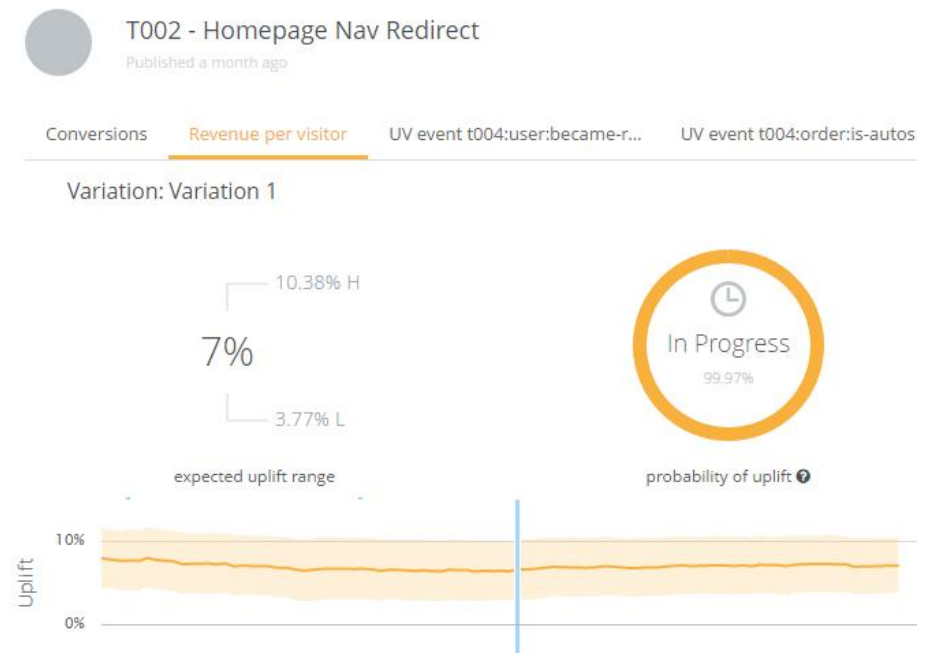 T002 - Homepage Nav Redirect
Published a month ago
Conversions
Revenue per visitor
UV event t004:user:became-r...
UV event t004:order:is-autos
Variation: Variation 1
10.38% H
7%
3.77% L
expected uplift range
In Progress
99.97%
probability of uplift ?
10%
Uplift
0%